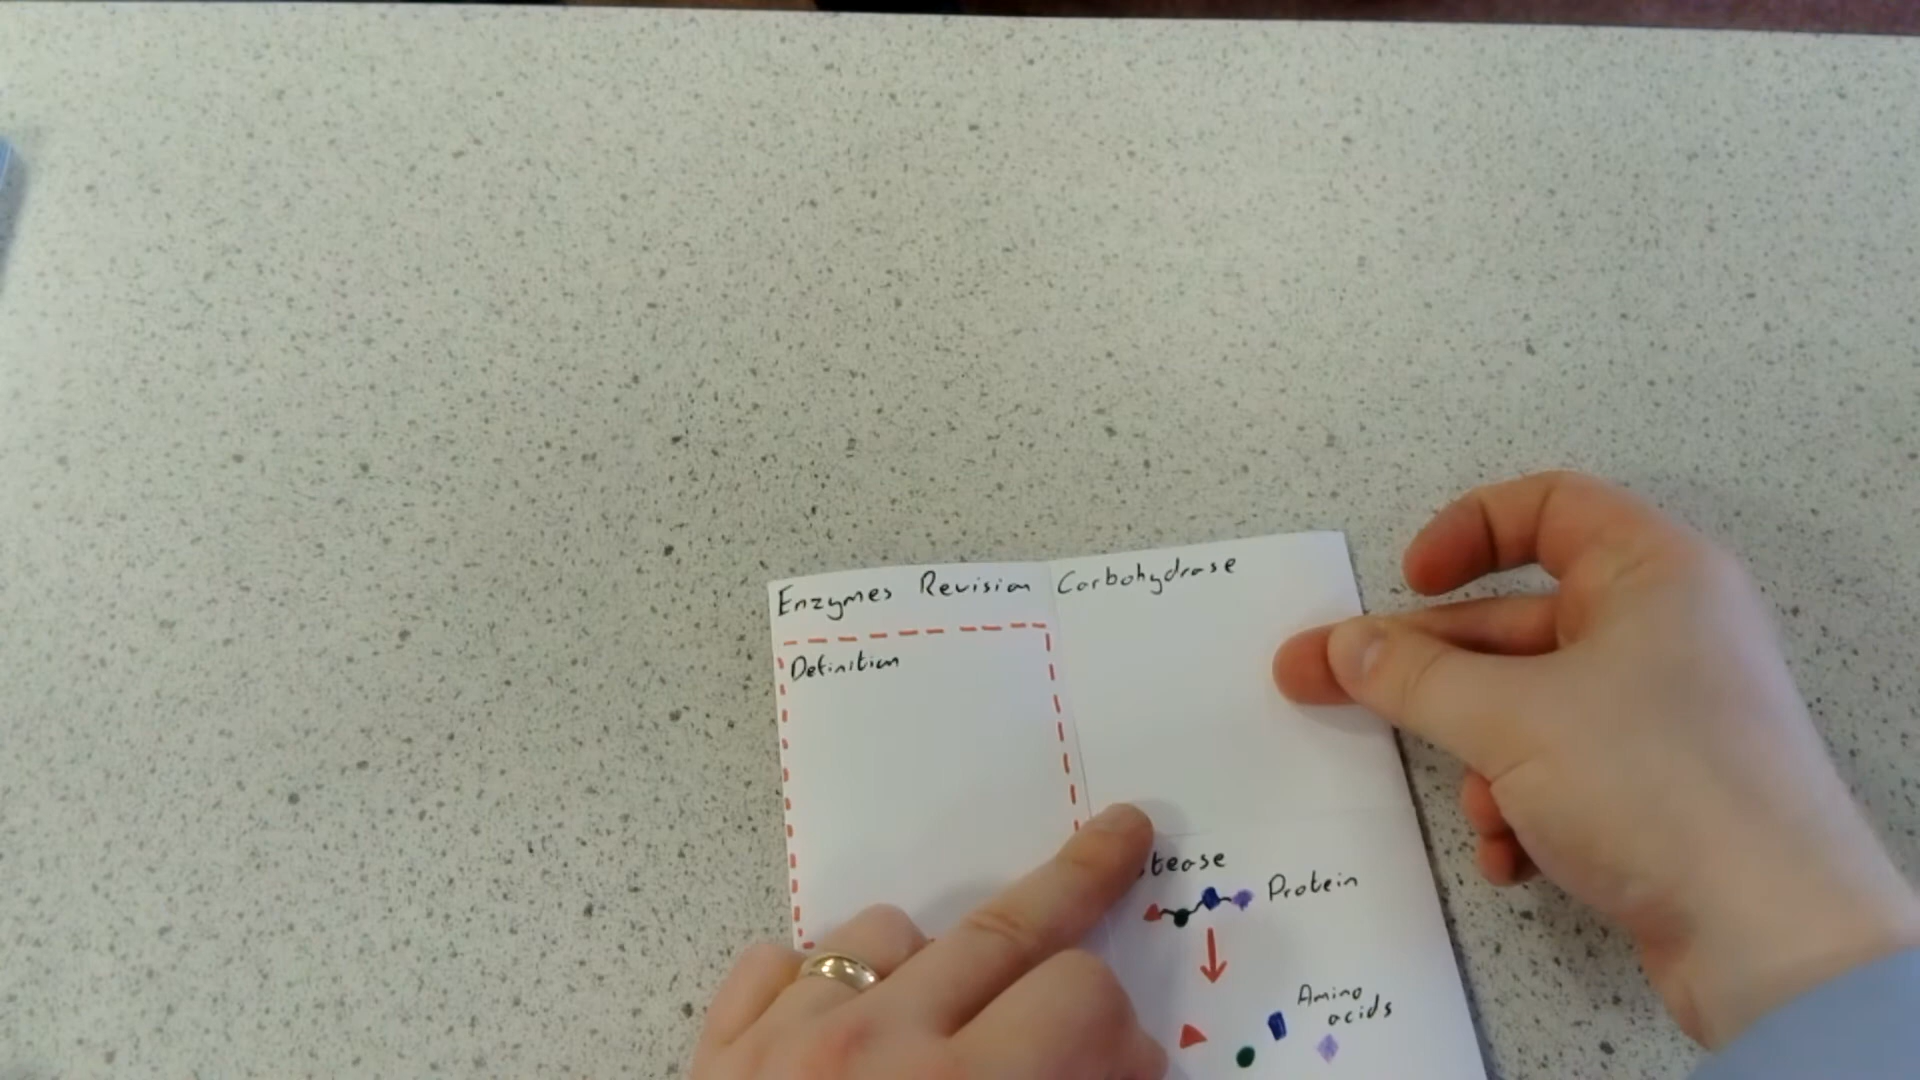 Enzymes Revision
Definition
Carbohydrase
Protein
Amino
acids